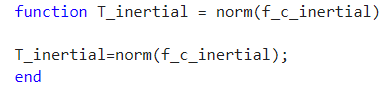 function T_inertial = norm(f_c_inertial)
T_inertial=norm(f_c_inertial);
end